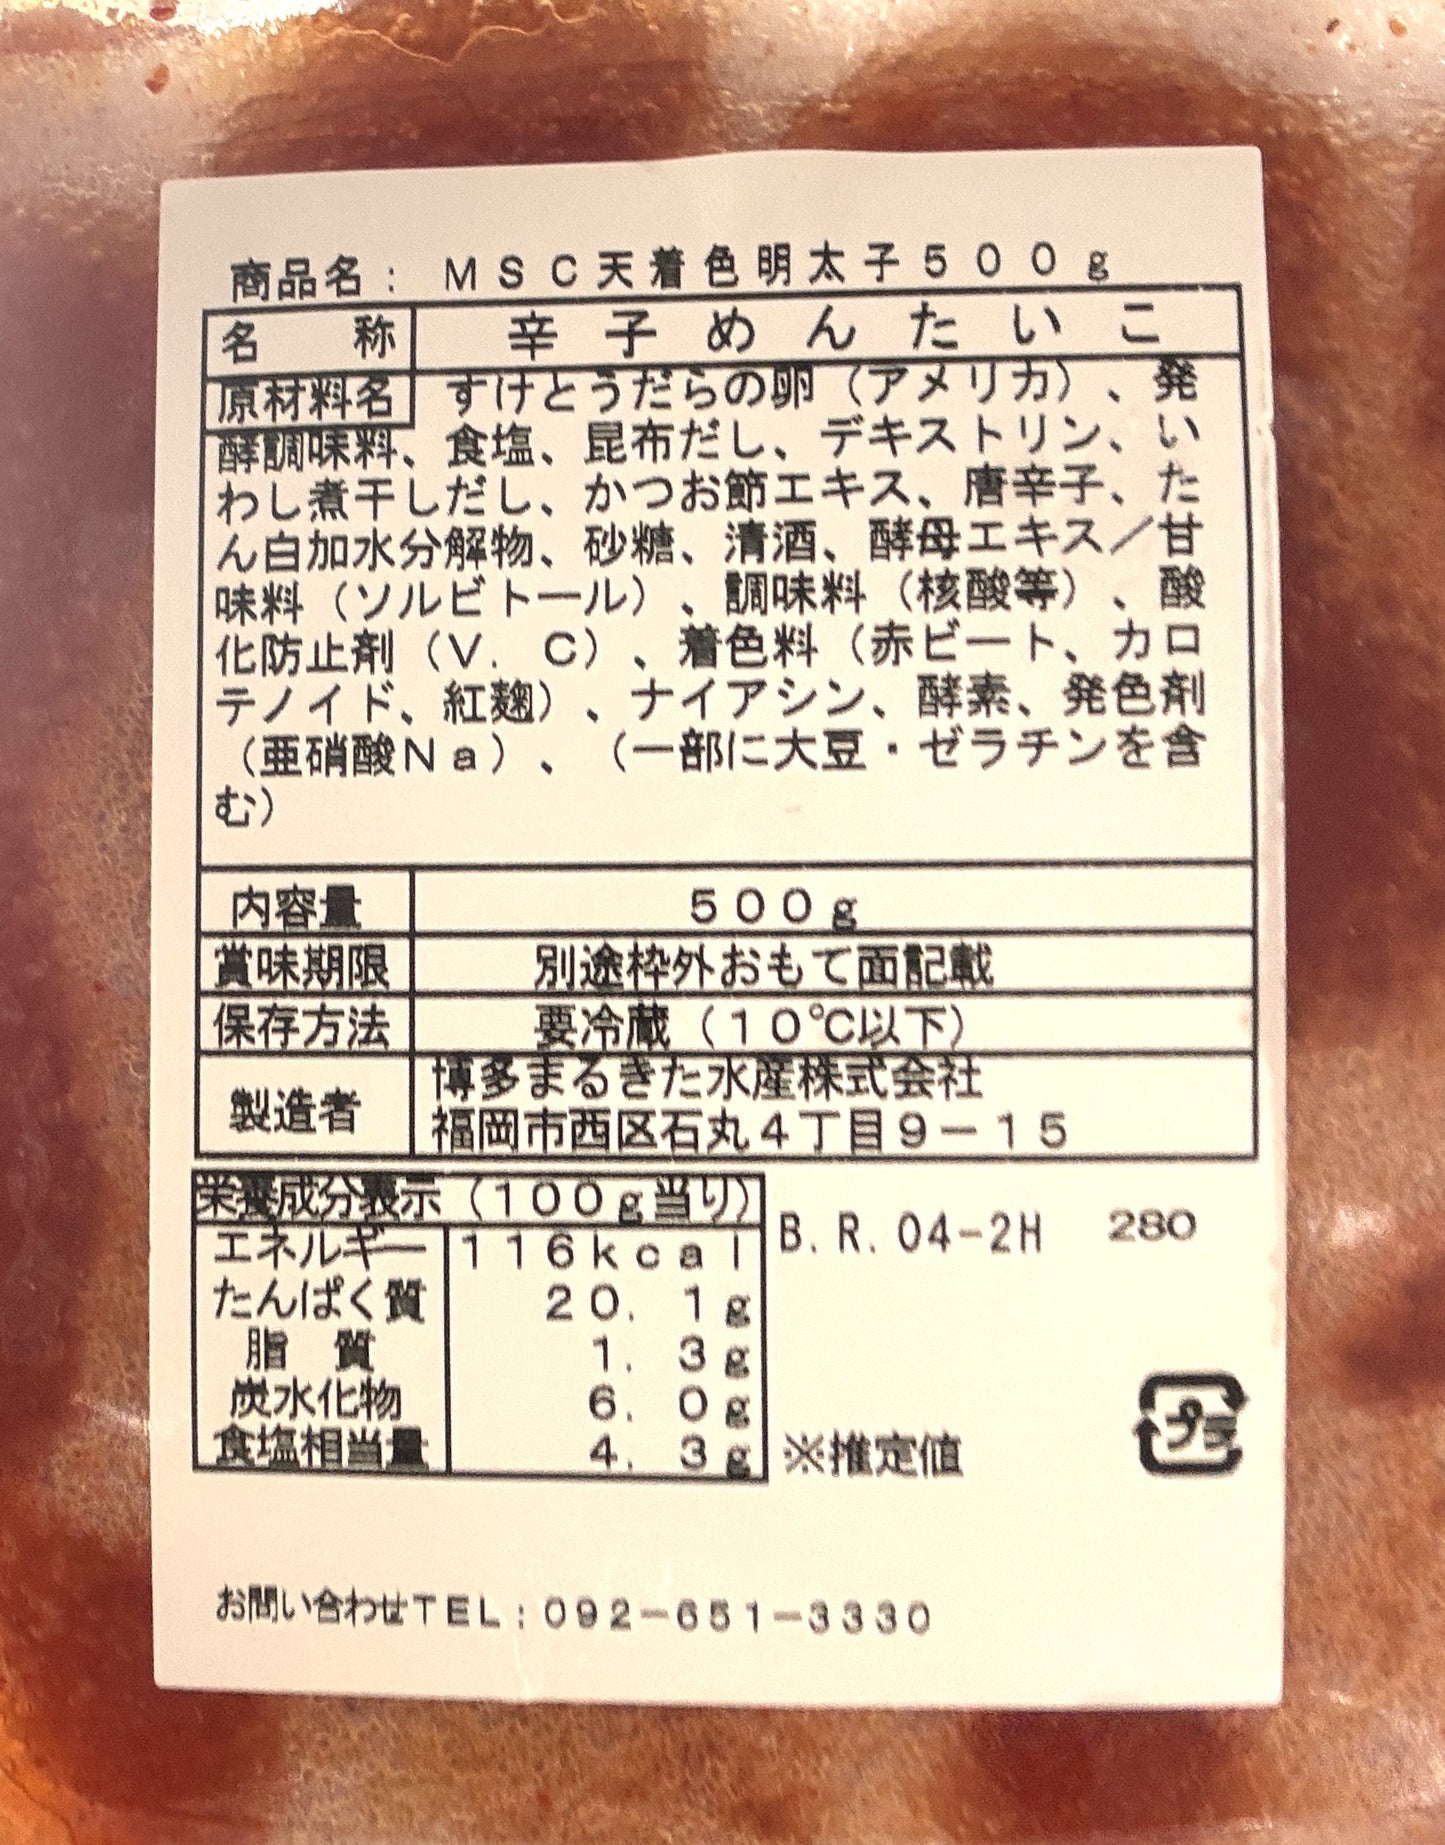 商品名：ＭＳＣ天着色明太子５００ｇ
名称 辛子めんたいこ
原材料名 すけとうだらの卵（アメリカ）、発
酵調味料、食塩、昆布だし、デキストリン、い
わし煮干しだし、かつお節エキス、唐辛子、た
ん白加水分解物、砂糖、清酒、酵母エキス／甘
味料（ソルビトール）、調味料（核酸等）、酸
化防止剤（Ｖ．Ｃ）、着色料（赤ビート、カロ
テノイド、紅麹）、ナイアシン、酵素、発色剤
（亜硝酸Ｎａ）、（一部に大豆・ゼラチンを含
む）
内容量 ５００ｇ
賞味期限 別途枠外おもて面記載
保存方法 要冷蔵（１０℃以下）
製造者 博多まるきた水産株式会社
福岡市西区石丸４丁目９－１５
栄養成分表示（１００ｇ当り）
エネルギー １１６ｋｃａｌ
たんぱく質 ２０．１ｇ
脂質 １．３ｇ
炭水化物 ６．０ｇ
食塩相当量 ４．３ｇ
B.R.04-2H 280
※推定値
プラ
お問い合わせＴＥＬ：０９２－６５１－３３３０